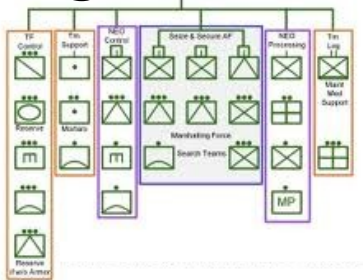 TF
Control
Reserve
Reserve
Tm
Support
Mortars
NEO
Control
Seize & Secure AF
Marshalling Force
Search Teams
NEO
Processing
MP
Tm
Log
Maint
Med
Support